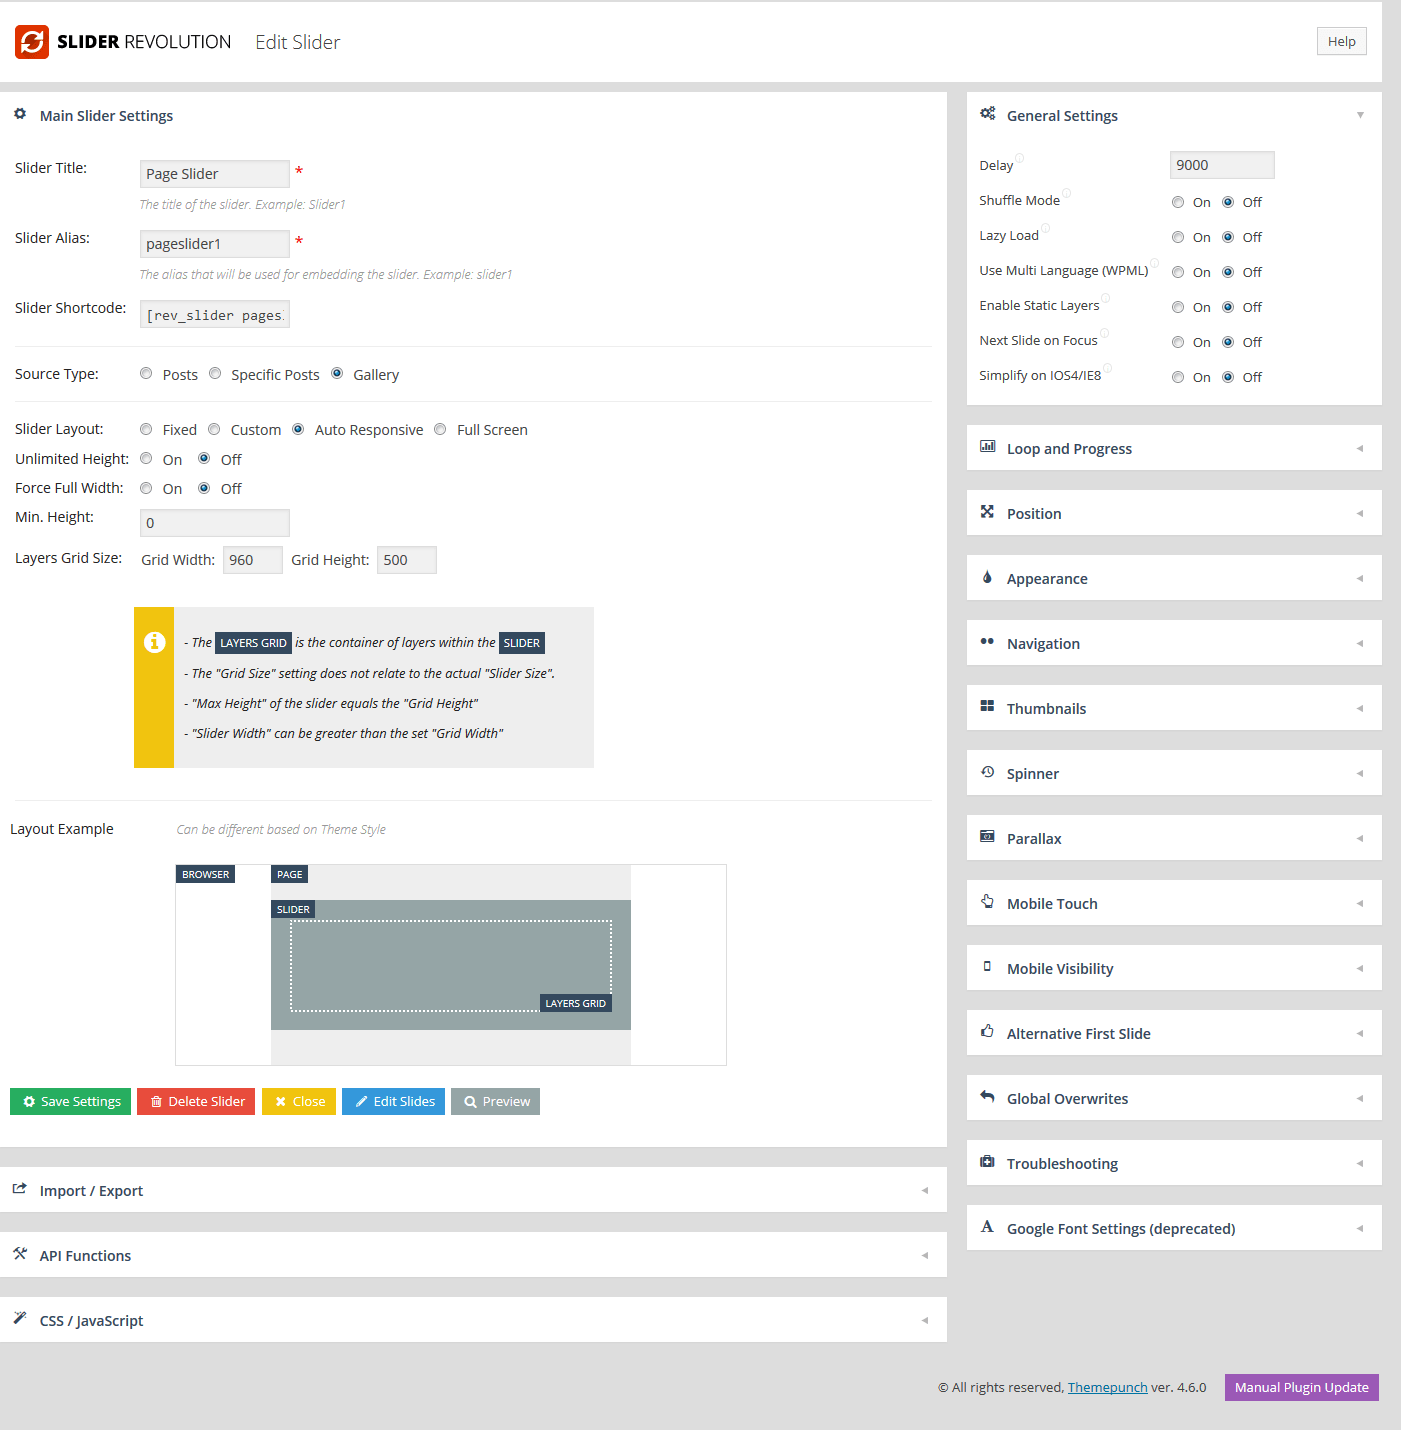 SLIDER REVOLUTION Edit Slider
Help
Main Slider Settings
Slider Title: Page Slider *
The title of the slider. Example: Slider1
Slider Alias: pageslider1 *
The alias that will be used for embedding the slider. Example: slider1
Slider Shortcode: [rev_slider pages
Source Type: Posts Specific Posts Gallery
Slider Layout: Fixed Custom Auto Responsive Full Screen
Unlimited Height: On Off
Force Full Width: On Off
Min. Height: 0
Layers Grid Size: Grid Width: 960 Grid Height: 500
- The LAYERS GRID is the container of layers within the SLIDER
- The "Grid Size" setting does not relate to the actual "Slider Size".
- "Max Height" of the slider equals the "Grid Height"
- "Slider Width" can be greater than the set "Grid Width"
Layout Example Can be different based on Theme Style
BROWSER PAGE
SLIDER
LAYERS GRID
Save Settings Delete Slider Close Edit Slides Preview
Import / Export
API Functions
CSS / JavaScript
General Settings
Delay 9000
Shuffle Mode On Off
Lazy Load On Off
Use Multi Language (WPML) On Off
Enable Static Layers On Off
Next Slide on Focus On Off
Simplify on IOS4/IE8 On Off
Loop and Progress
Position
Appearance
Navigation
Thumbnails
Spinner
Parallax
Mobile Touch
Mobile Visibility
Alternative First Slide
Global Overwrites
Troubleshooting
Google Font Settings (deprecated)
© All rights reserved, Themepunch ver. 4.6.0 Manual Plugin Update